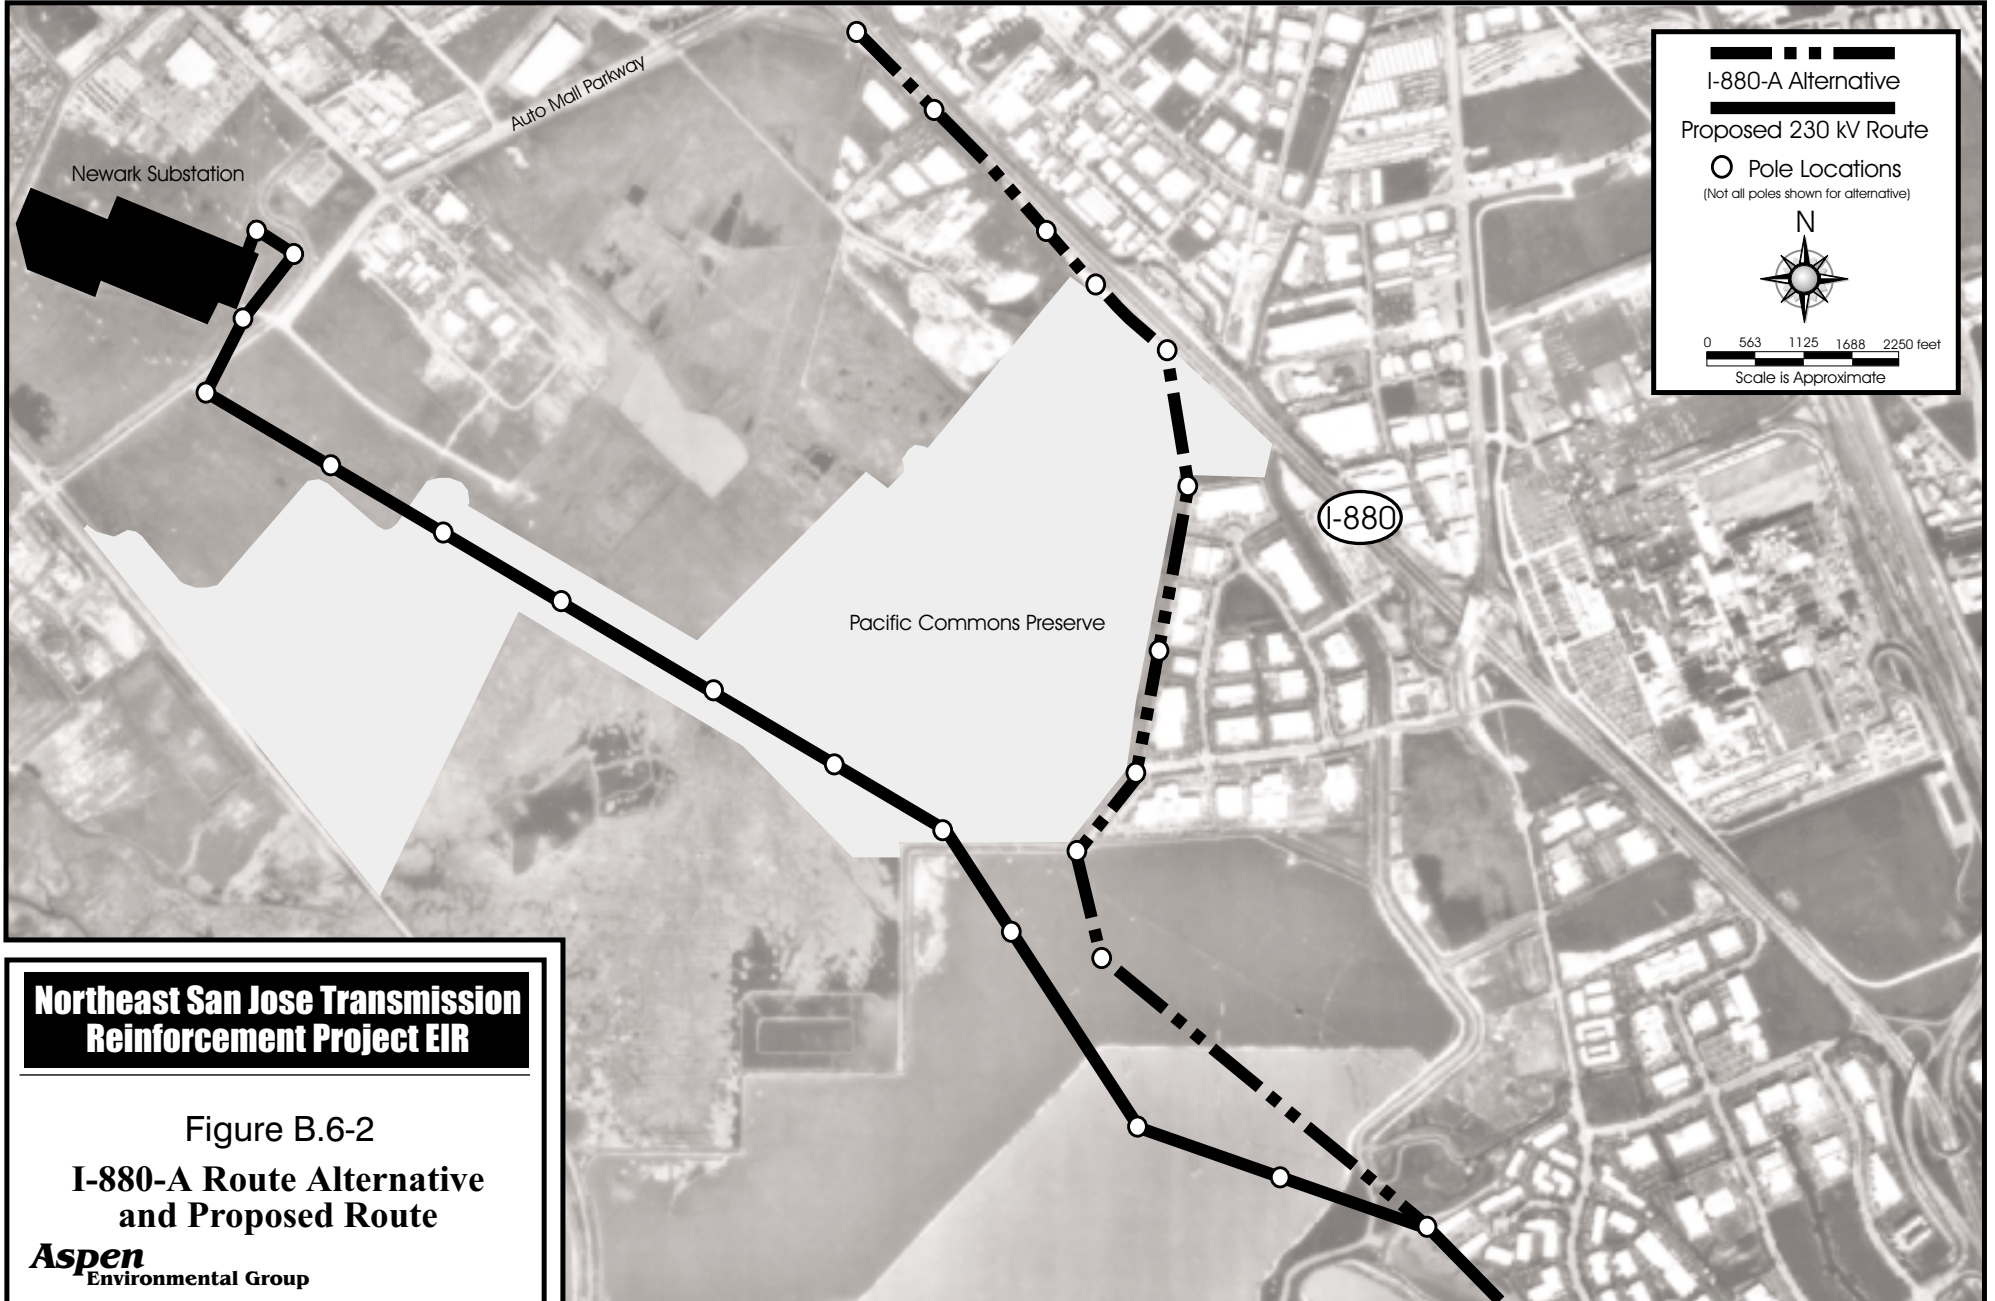 Auto Mall Parkway
Newark Substation
I-880-A Alternative
Proposed 230 kV Route
Pole Locations
(Not all poles shown for alternative)
N
0 563 1125 1688 2250 feet
Scale is Approximate
I-880
Pacific Commons Preserve
Northeast San Jose Transmission
Reinforcement Project EIR
Figure B.6-2
I-880-A Route Alternative
and Proposed Route
Aspen
Environmental Group